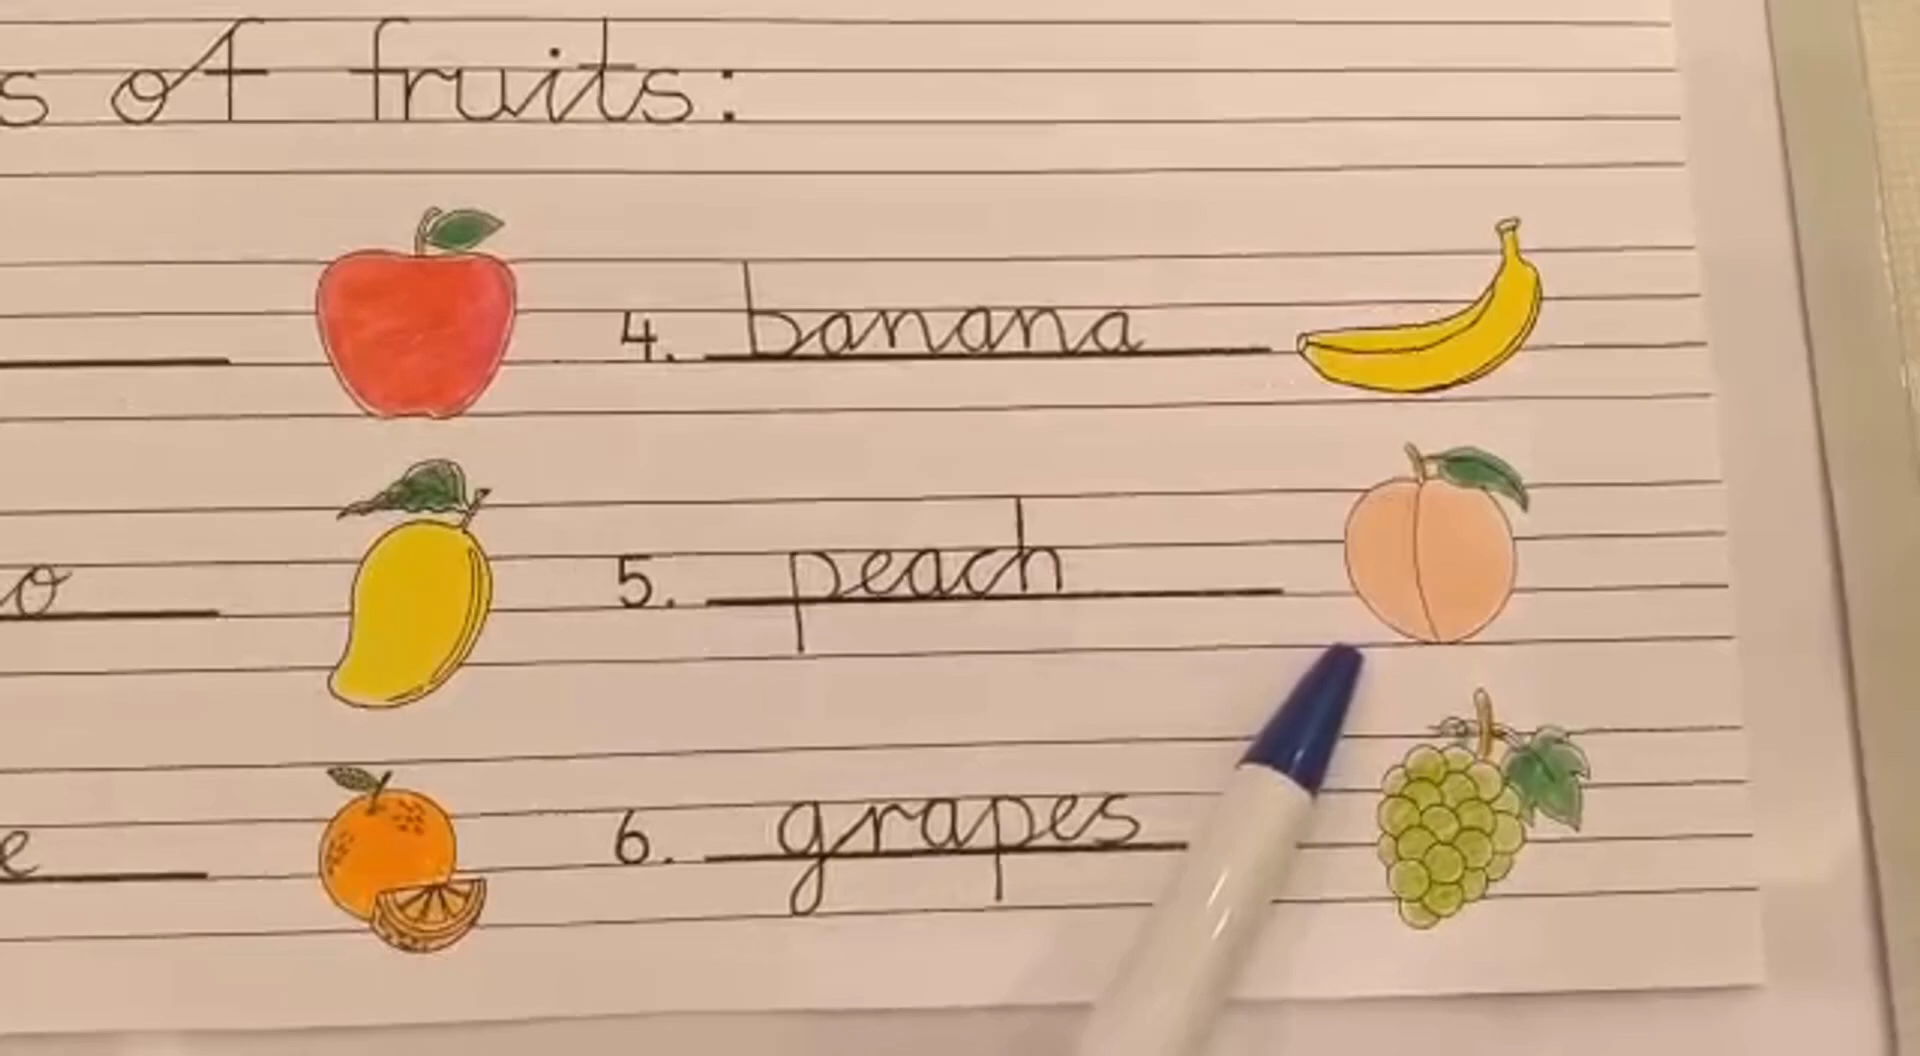 s of fruits:
4. banana
o
5. peach
e
6. grapes